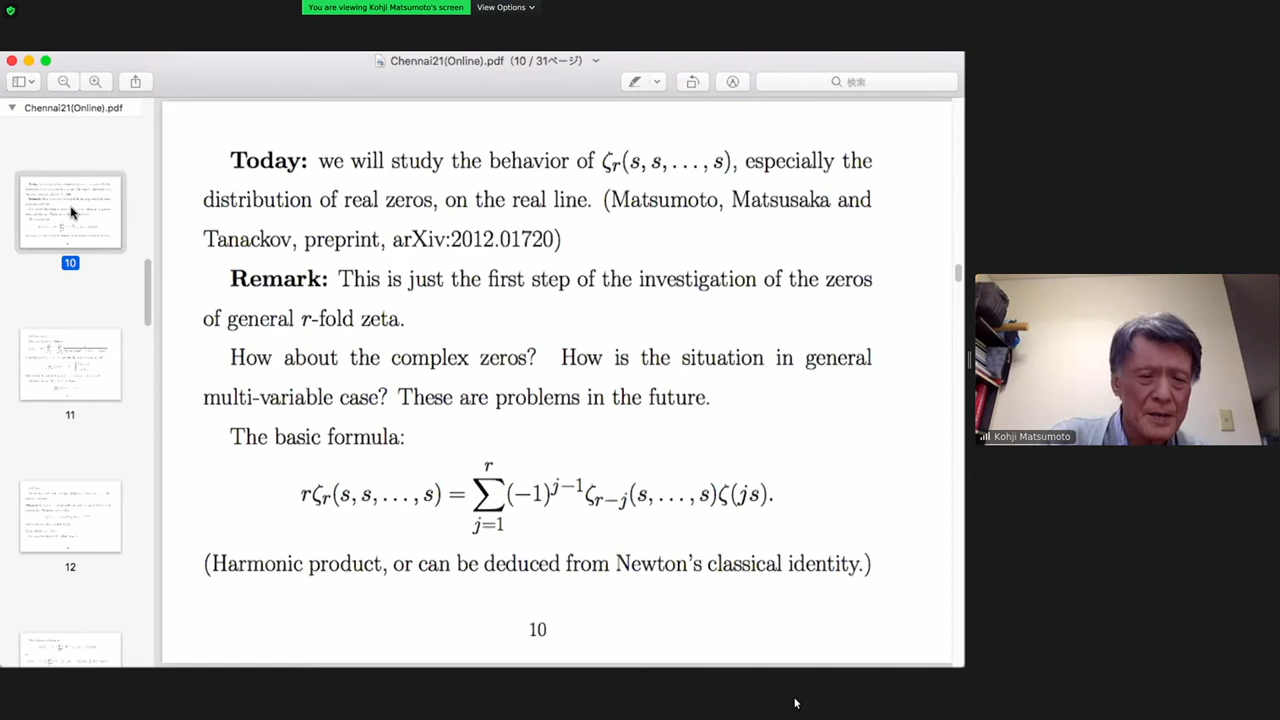 You are viewing Kohji Matsumoto's screen
View Options
Chennai21(Online).pdf (10 / 31ページ)
検索
Chennai21(Online).pdf
10
11
12
Today: we will study the behavior of ζ_r(s, s, . . . , s), especially the
distribution of real zeros, on the real line. (Matsumoto, Matsusaka and
Tanackov, preprint, arXiv:2012.01720)
Remark: This is just the first step of the investigation of the zeros
of general r-fold zeta.
How about the complex zeros? How is the situation in general
multi-variable case? These are problems in the future.
The basic formula:
rζ_r(s, s, . . . , s) = ∑_{j=1}^{r} (−1)^{j−1} ζ_{r−j}(s, . . . , s)ζ(js).
(Harmonic product, or can be deduced from Newton's classical identity.)
10
Kohji Matsumoto